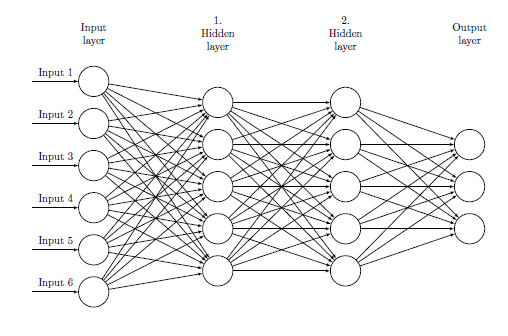 Input
layer
1.
Hidden
layer
2.
Hidden
layer
Output
layer
Input 1
Input 2
Input 3
Input 4
Input 5
Input 6